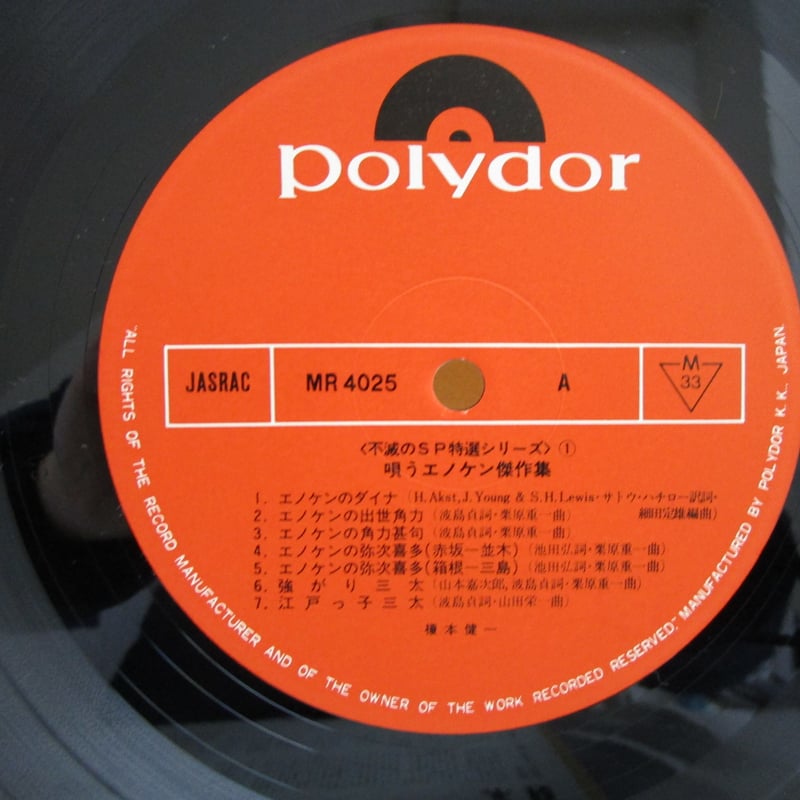 polydor
JASRAC
MR 4025
A
M
33
〈不滅のSP特選シリーズ〉①
唄うエノケン傑作集
1. エノケンのダイナ (H.Akst, J.Young & S.H.Lewis・サトウ・ハチロー訳詞・
細田定雄編曲)
2. エノケンの出世角力 (波島貞詞・栗原重一曲)
3. エノケンの角力甚句 (波島貞詞・栗原重一曲)
4. エノケンの弥次喜多(赤坂―並木) (池田弘詞・栗原重一曲)
5. エノケンの弥次喜多(箱根―三島) (池田弘詞・栗原重一曲)
6. 強がり三太 (山本嘉次郎, 波島貞詞・栗原重一曲)
7. 江戸っ子三太 (波島貞詞・山田栄一曲)
榎本健一
"ALL RIGHTS OF THE RECORD MANUFACTURER AND OF THE OWNER OF THE WORK RECORDED RESERVED." MANUFACTURED BY POLYDOR K.K., JAPAN.